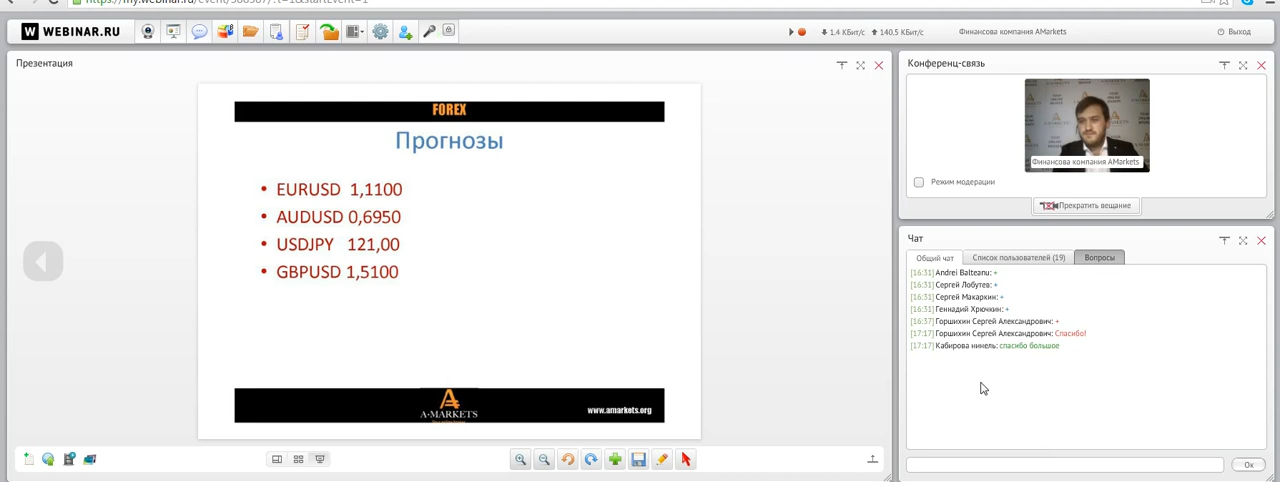 WEBINAR.RU
1.4 КБит/с 140.5 КБит/с
Финансова компания AMarkets
Выход
Презентация
FOREX
Прогнозы
• EURUSD 1,1100
• AUDUSD 0,6950
• USDJPY 121,00
• GBPUSD 1,5100
A-MARKETS
www.amarkets.org
Конференц-связь
Финансова компания AMarkets
Режим модерации
Прекратить вещание
Чат
Общий чат Список пользователей (19) Вопросы
[16:31] Andrei Balteanu: +
[16:31] Сергей Лобутев: +
[16:31] Сергей Макархин: +
[16:31] Геннадий Хрючкин: +
[16:37] Горшихин Сергей Александрович: +
[17:17] Горшихин Сергей Александрович: Спасибо!
[17:17] Кабирова нинель: спасибо большое
Ок